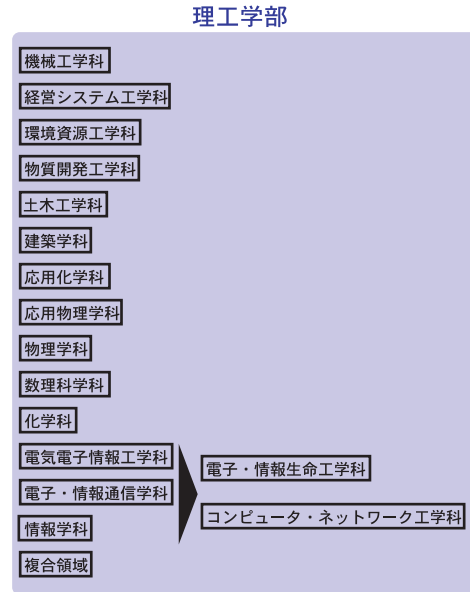 理工学部
機械工学科
経営システム工学科
環境資源工学科
物質開発工学科
土木工学科
建築学科
応用化学科
応用物理学科
物理学科
数理科学科
化学科
電気電子情報工学科
電子・情報通信学科
情報学科
複合領域
電子・情報生命工学科
コンピュータ・ネットワーク工学科